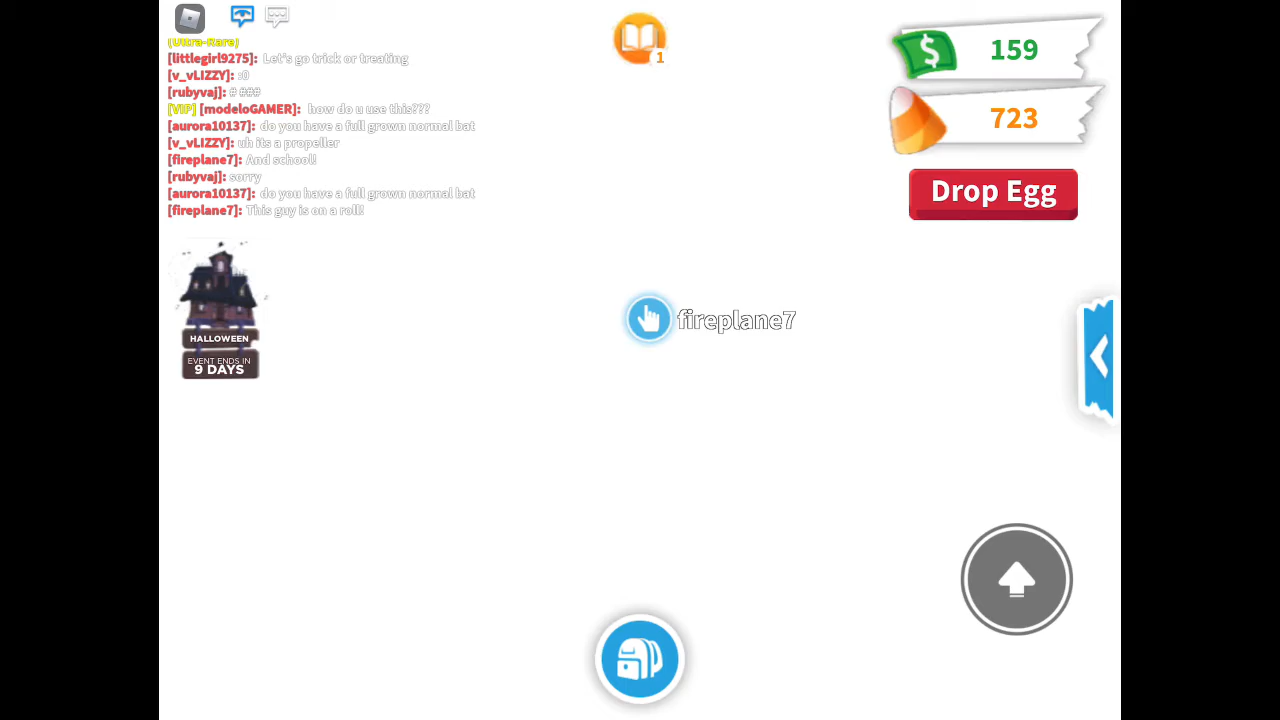 (Ultra-Rare)
[littlegirl9275]: Let's go trick or treating
[v_vLIZZY]: :0
[rubyvaj]: # ###
[VIP] [modeloGAMER]: how do u use this???
[aurora10137]: do you have a full grown normal bat
[v_vLIZZY]: uh its a propeller
[fireplane7]: And school!
[rubyvaj]: sorry
[aurora10137]: do you have a full grown normal bat
[fireplane7]: This guy is on a roll!
1
$ 159
723
Drop Egg
HALLOWEEN
EVENT ENDS IN
9 DAYS
fireplane7